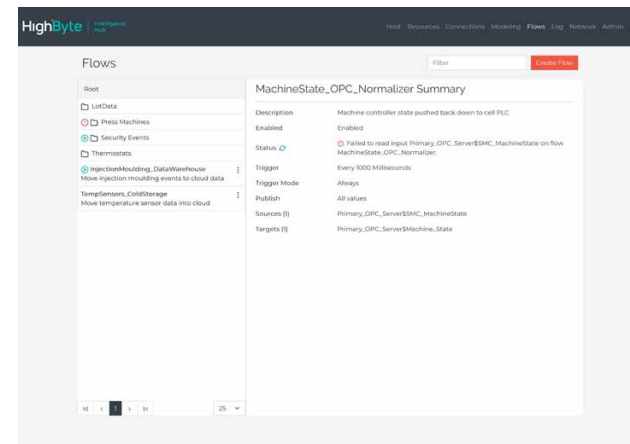 HighByte Intelligence
HUB
Host Resources Connections Modeling Flows Log Network Admin
Flows
Filter
Create Flow
Root
LotData
Press Machines
Security Events
Thermostats
InjectionMoulding_DataWarehouse
Move injection moulding events to cloud data
TempSensors_ColdStorage
Move temperature sensor data into cloud
MachineState_OPC_Normalizer Summary
Description Machine controller state pushed back down to cell PLC
Enabled Enabled
Status Failed to read input Primary_OPC_Server$SMC_MachineState on flow
MachineState_OPC_Normalizer.
Trigger Every 1000 Milliseconds
Trigger Mode Always
Publish All values
Sources (1) Primary_OPC_Server$SMC_MachineState
Targets (1) Primary_OPC_Server$Machine_State
1
25